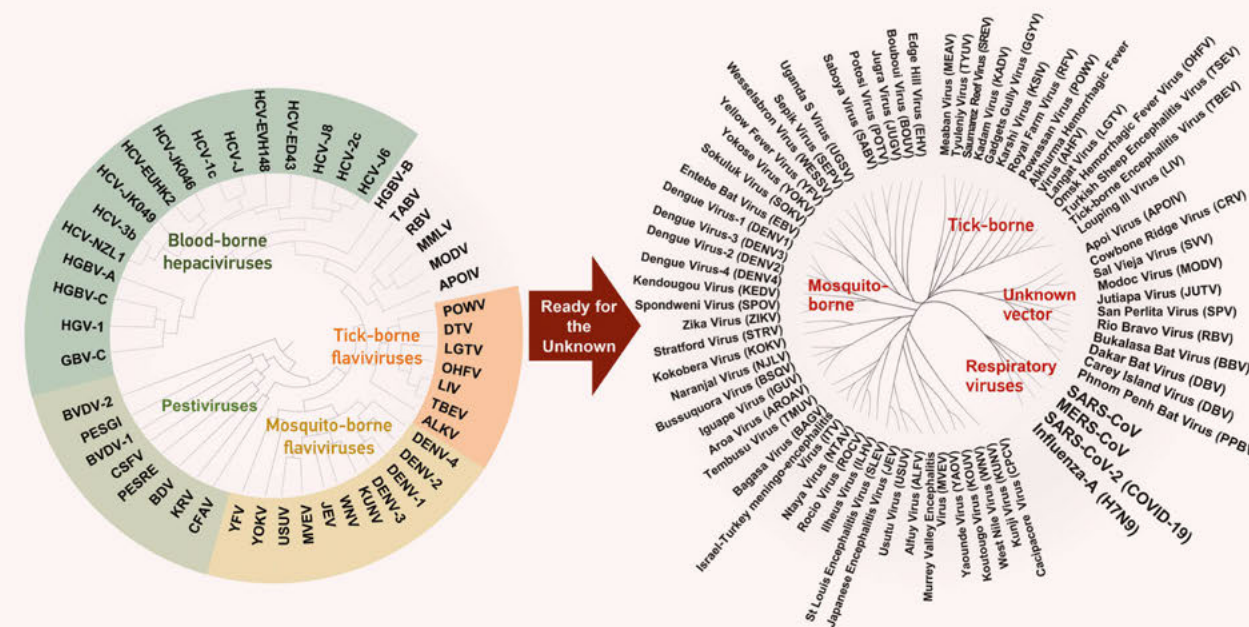 HCV-EVH148
HCV-ED43
HCV-J8
HCV-2c
HCV-J6
HGBV-B
TABV
RBV
MMLV
MODV
APOIV
POWV
DTV
LGTV
OHFV
LIV
TBEV
ALKV
DENV-4
DENV-2
DENV-1
DENV-3
KUNV
WNV
JEV
MVEV
USUV
YOKV
YFV
CFAV
KRV
BDV
PESRE
CSFV
BVDV-1
PESGI
BVDV-2
GBV-C
HGV-1
HGBV-C
HGBV-A
HCV-NZL1
HCV-3b
HCV-JK049
HCV-EUHK2
HCV-JK046
HCV-1c
HCV-J
Blood-borne
hepaciviruses
Tick-borne
flaviviruses
Pestiviruses
Mosquito-borne
flaviviruses
Ready for
the
Unknown
Meaban Virus (MEAV)
Tyuleniy Virus (TYUV)
Saumarez Reef Virus (SREV)
Kadam Virus (KADV)
Gadgets Gully Virus (GGYV)
Karshi Virus (KSIV)
Royal Farm Virus (RFV)
Powassan Virus (POWV)
Alkhurma Hemorrhagic Fever
Virus (AHFV)
Langat Virus (LGTV)
Omsk Hemorrhagic Fever Virus (OHFV)
Turkish Sheep Encephalitis Virus (TSEV)
Tick-borne Encephalitis Virus (TBEV)
Louping Ill Virus (LIV)
Apoi Virus (APOIV)
Cowbone Ridge Virus (CRV)
Sal Vieja Virus (SVV)
Modoc Virus (MODV)
Jutiapa Virus (JUTV)
San Perlita Virus (SPV)
Rio Bravo Virus (RBV)
Bukalasa Bat Virus (BBV)
Dakar Bat Virus (DBV)
Carey Island Virus (DBV)
Phnom Penh Bat Virus (PPBV)
SARS-CoV
MERS-CoV
SARS-CoV-2 (COVID-19)
Influenza-A (H7N9)
Cacipacore Virus (CPCV)
Kunji Virus (KUNV)
West Nile Virus (WNV)
Koutougo Virus (KOUV)
Yaounde Virus (YAOV)
Murrey Valley Encephalitis
Virus (MVEV)
Alfuy Virus (ALFV)
Usutu Virus (USUV)
Japanese Encephalitis Virus (JEV)
St Louis Encephalitis Virus (SLEV)
Ilheus Virus (ILHV)
Rocio Virus (ROCV)
Ntaya Virus (NTAV)
Israel-Turkey meningo-encephalitis
Virus (ITV)
Bagasa Virus (BAGV)
Tembusu Virus (TMUV)
Aroa Virus (AROAV)
Iguape Virus (IGUV)
Bussuquora Virus (BSQV)
Naranjal Virus (NJLV)
Kokobera Virus (KOKV)
Stratford Virus (STRV)
Zika Virus (ZIKV)
Spondweni Virus (SPOV)
Kendougou Virus (KEDV)
Dengue Virus-4 (DENV4)
Dengue Virus-2 (DENV2)
Dengue Virus-3 (DENV3)
Dengue Virus-1 (DENV1)
Entebe Bat Virus (EBV)
Sokuluk Virus (SOKV)
Yokose Virus (YOKV)
Yellow Fever Virus (YFV)
Wesselsbron Virus (WESSV)
Sepik Virus (SEPV)
Uganda S Virus (UGSV)
Saboya Virus (SABV)
Potosi Virus (POTV)
Jugra Virus (JUGV)
Bouboui Virus (BOUV)
Edge Hill Virus (EHV)
Tick-borne
Mosquito-
borne
Unknown
vector
Respiratory
viruses